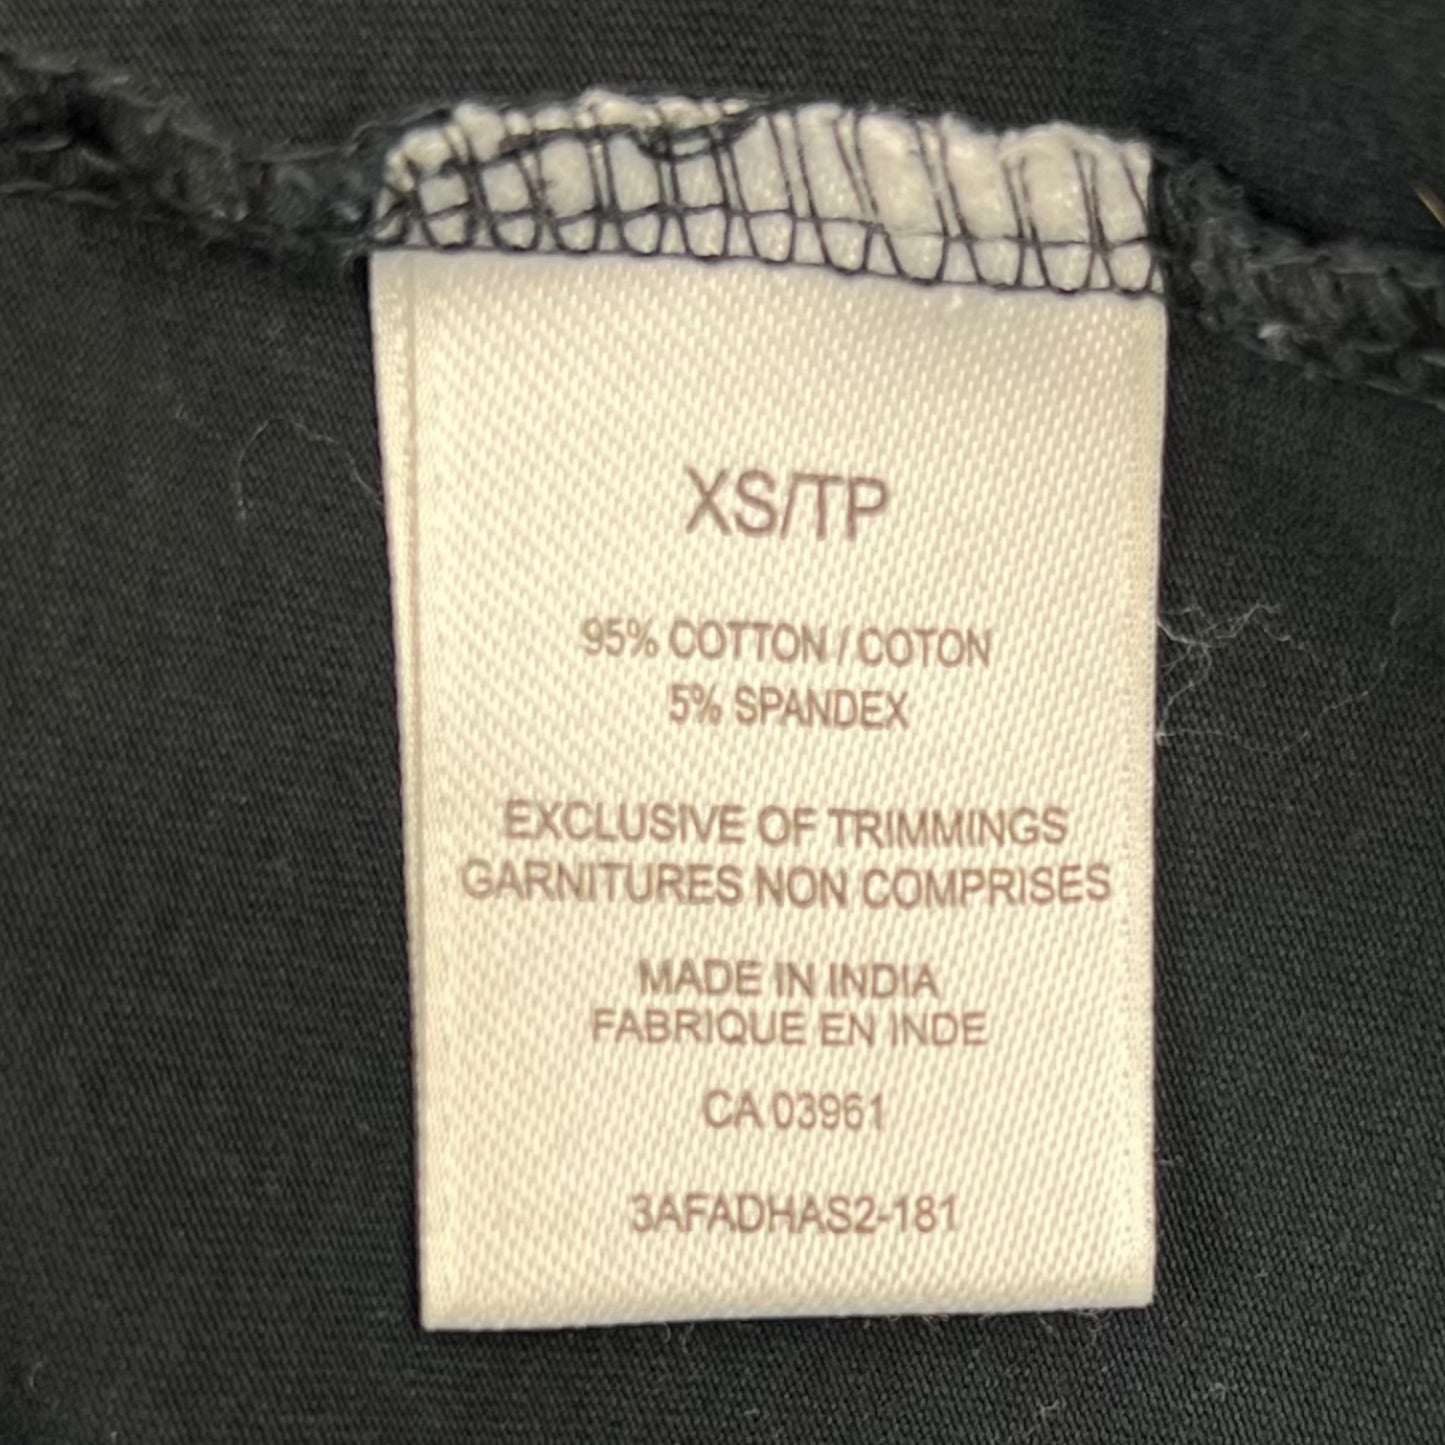 XS/TP
95% COTTON / COTON
5% SPANDEX
EXCLUSIVE OF TRIMMINGS
GARNITURES NON COMPRISES
MADE IN INDIA
FABRIQUE EN INDE
CA 03961
3AFADHAS2-181